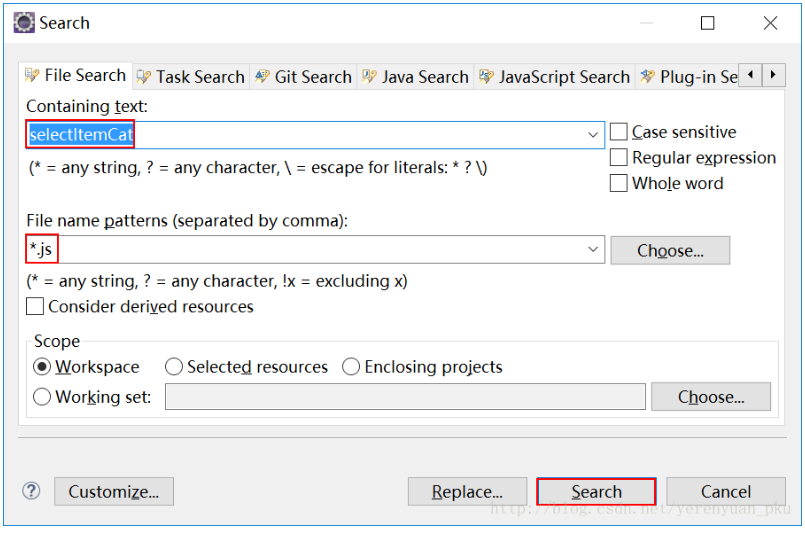 Search
File Search Task Search Git Search Java Search JavaScript Search Plug-in Se
Containing text:
selectItemCat
Case sensitive
(* = any string, ? = any character, \ = escape for literals: * ? \)
Regular expression
Whole word
File name patterns (separated by comma):
*.js
Choose...
(* = any string, ? = any character, !x = excluding x)
Consider derived resources
Scope
Workspace Selected resources Enclosing projects
Working set: Choose...
Customize... Replace... Search Cancel
http://blog.csdn.net/yerenyuan_pku